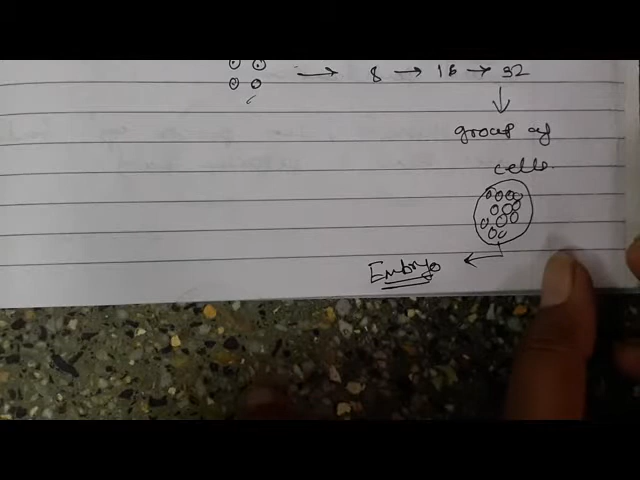 → 8 → 16 → 32
↓
group of
cells.
← 
Embryo